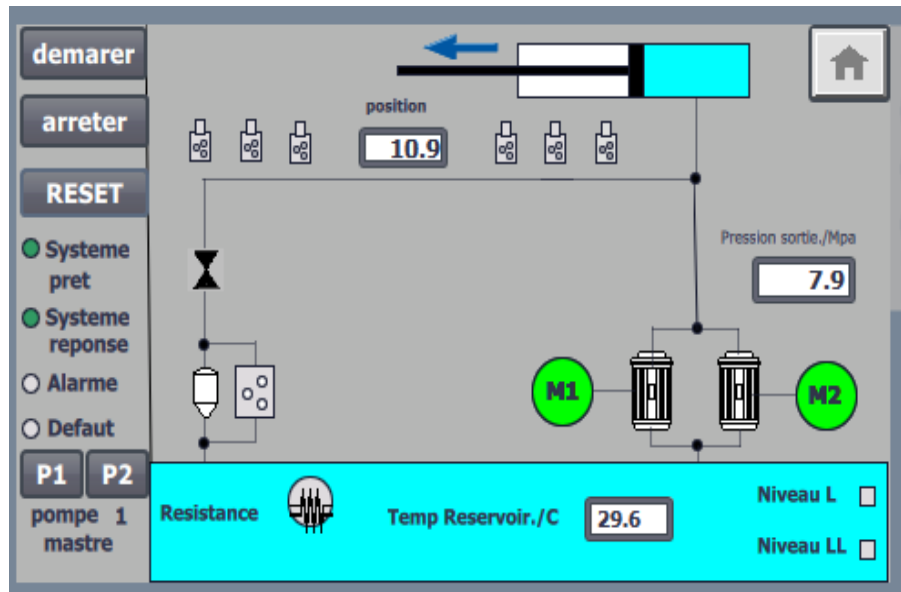 demarer
arreter
RESET
Systeme
pret
Systeme
reponse
Alarme
Defaut
P1 P2
pompe 1
mastre
position
10.9
Pression sortie./Mpa
7.9
M1
M2
Resistance
Temp Reservoir./C
29.6
Niveau L
Niveau LL